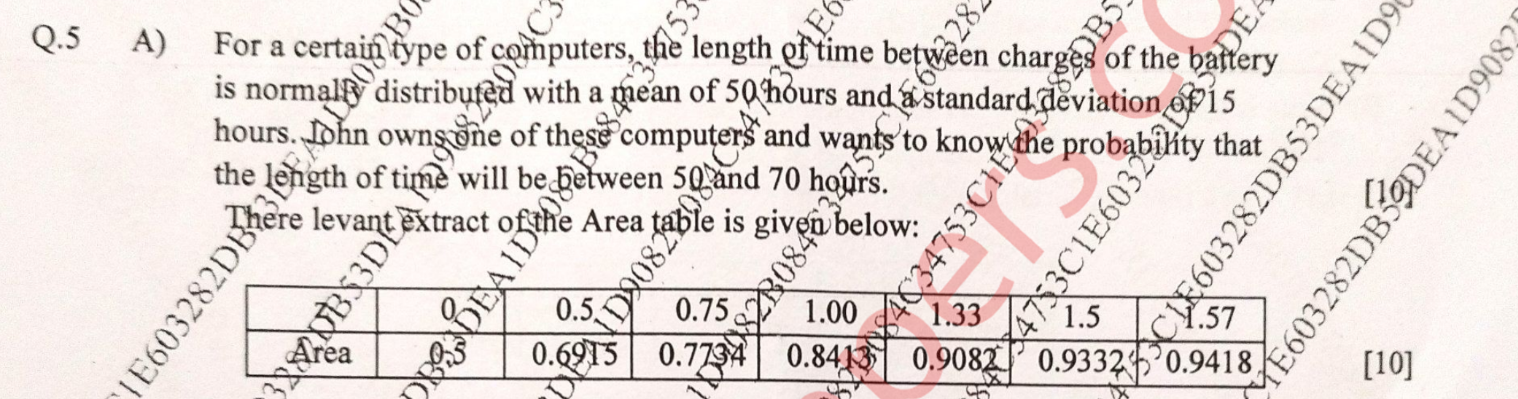 Q.5 A) For a certain type of computers, the length of time between charges of the battery
is normally distributed with a mean of 50 hours and a standard deviation of 15
hours. John owns one of these computers and wants to know the probability that
the length of time will be between 50 and 70 hours. [10]
There levant extract of the Area table is given below:
Z 0 0.5 0.75 1.00 1.33 1.5 1.57
Area 0.5 0.6915 0.7734 0.8413 0.9082 0.9332 0.9418 [10]